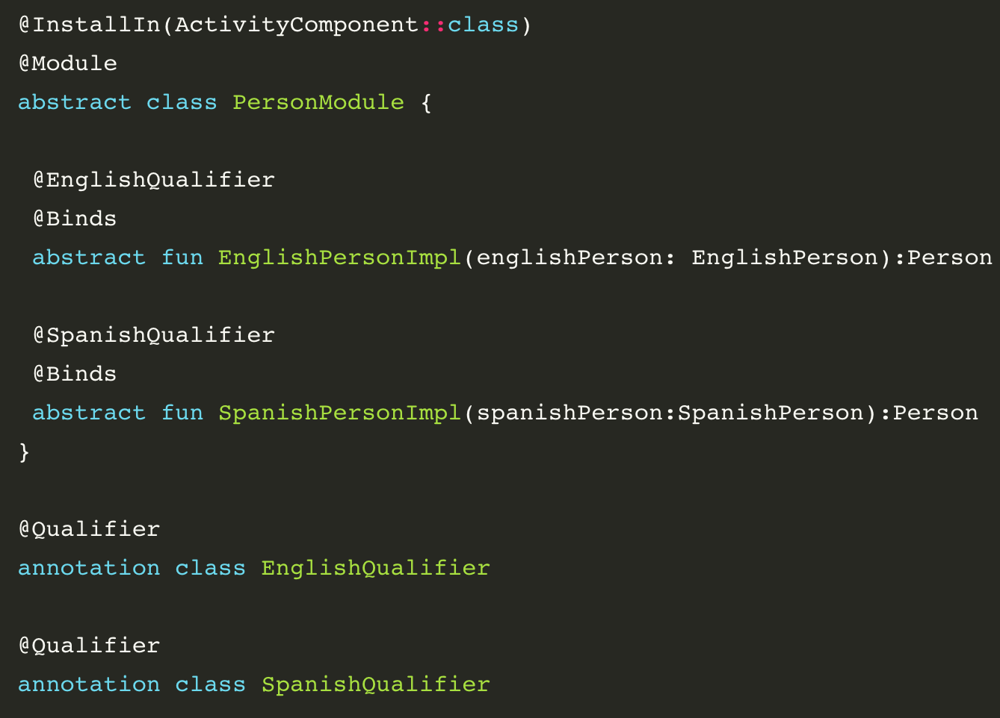 @InstallIn(ActivityComponent::class)
@Module
abstract class PersonModule {
@EnglishQualifier
@Binds
abstract fun EnglishPersonImpl(englishPerson: EnglishPerson):Person
@SpanishQualifier
@Binds
abstract fun SpanishPersonImpl(spanishPerson:SpanishPerson):Person
}
@Qualifier
annotation class EnglishQualifier
@Qualifier
annotation class SpanishQualifier